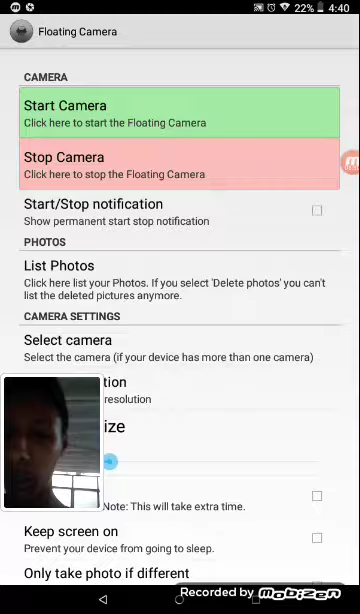 22% 4:40
Floating Camera
CAMERA
Start Camera
Click here to start the Floating Camera
Stop Camera
Click here to stop the Floating Camera
Start/Stop notification
Show permanent start stop notification
PHOTOS
List Photos
Click here list your Photos. If you select 'Delete photos' you can't
list the deleted pictures anymore.
CAMERA SETTINGS
Select camera
Select the camera (if your device has more than one camera)
tion
resolution
ize
Note: This will take extra time.
Keep screen on
Prevent your device from going to sleep.
Only take photo if different
Recorded by MOBIZEN